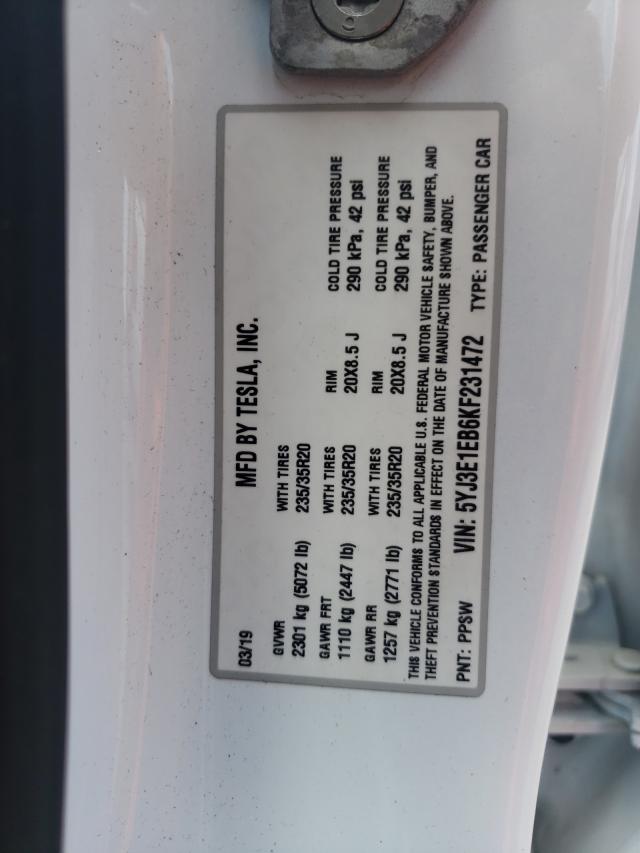 03/19 MFD BY TESLA, INC.
GVWR WITH TIRES
2301 kg (5072 lb) 235/35R20
GAWR FRT WITH TIRES RIM COLD TIRE PRESSURE
1110 kg (2447 lb) 235/35R20 20X8.5 J 290 kPa, 42 psi
GAWR RR WITH TIRES RIM COLD TIRE PRESSURE
1257 kg (2771 lb) 235/35R20 20X8.5 J 290 kPa, 42 psi
THIS VEHICLE CONFORMS TO ALL APPLICABLE U.S. FEDERAL MOTOR VEHICLE SAFETY, BUMPER, AND
THEFT PREVENTION STANDARDS IN EFFECT ON THE DATE OF MANUFACTURE SHOWN ABOVE.
PNT: PPSW VIN: 5YJ3E1EB6KF231472 TYPE: PASSENGER CAR